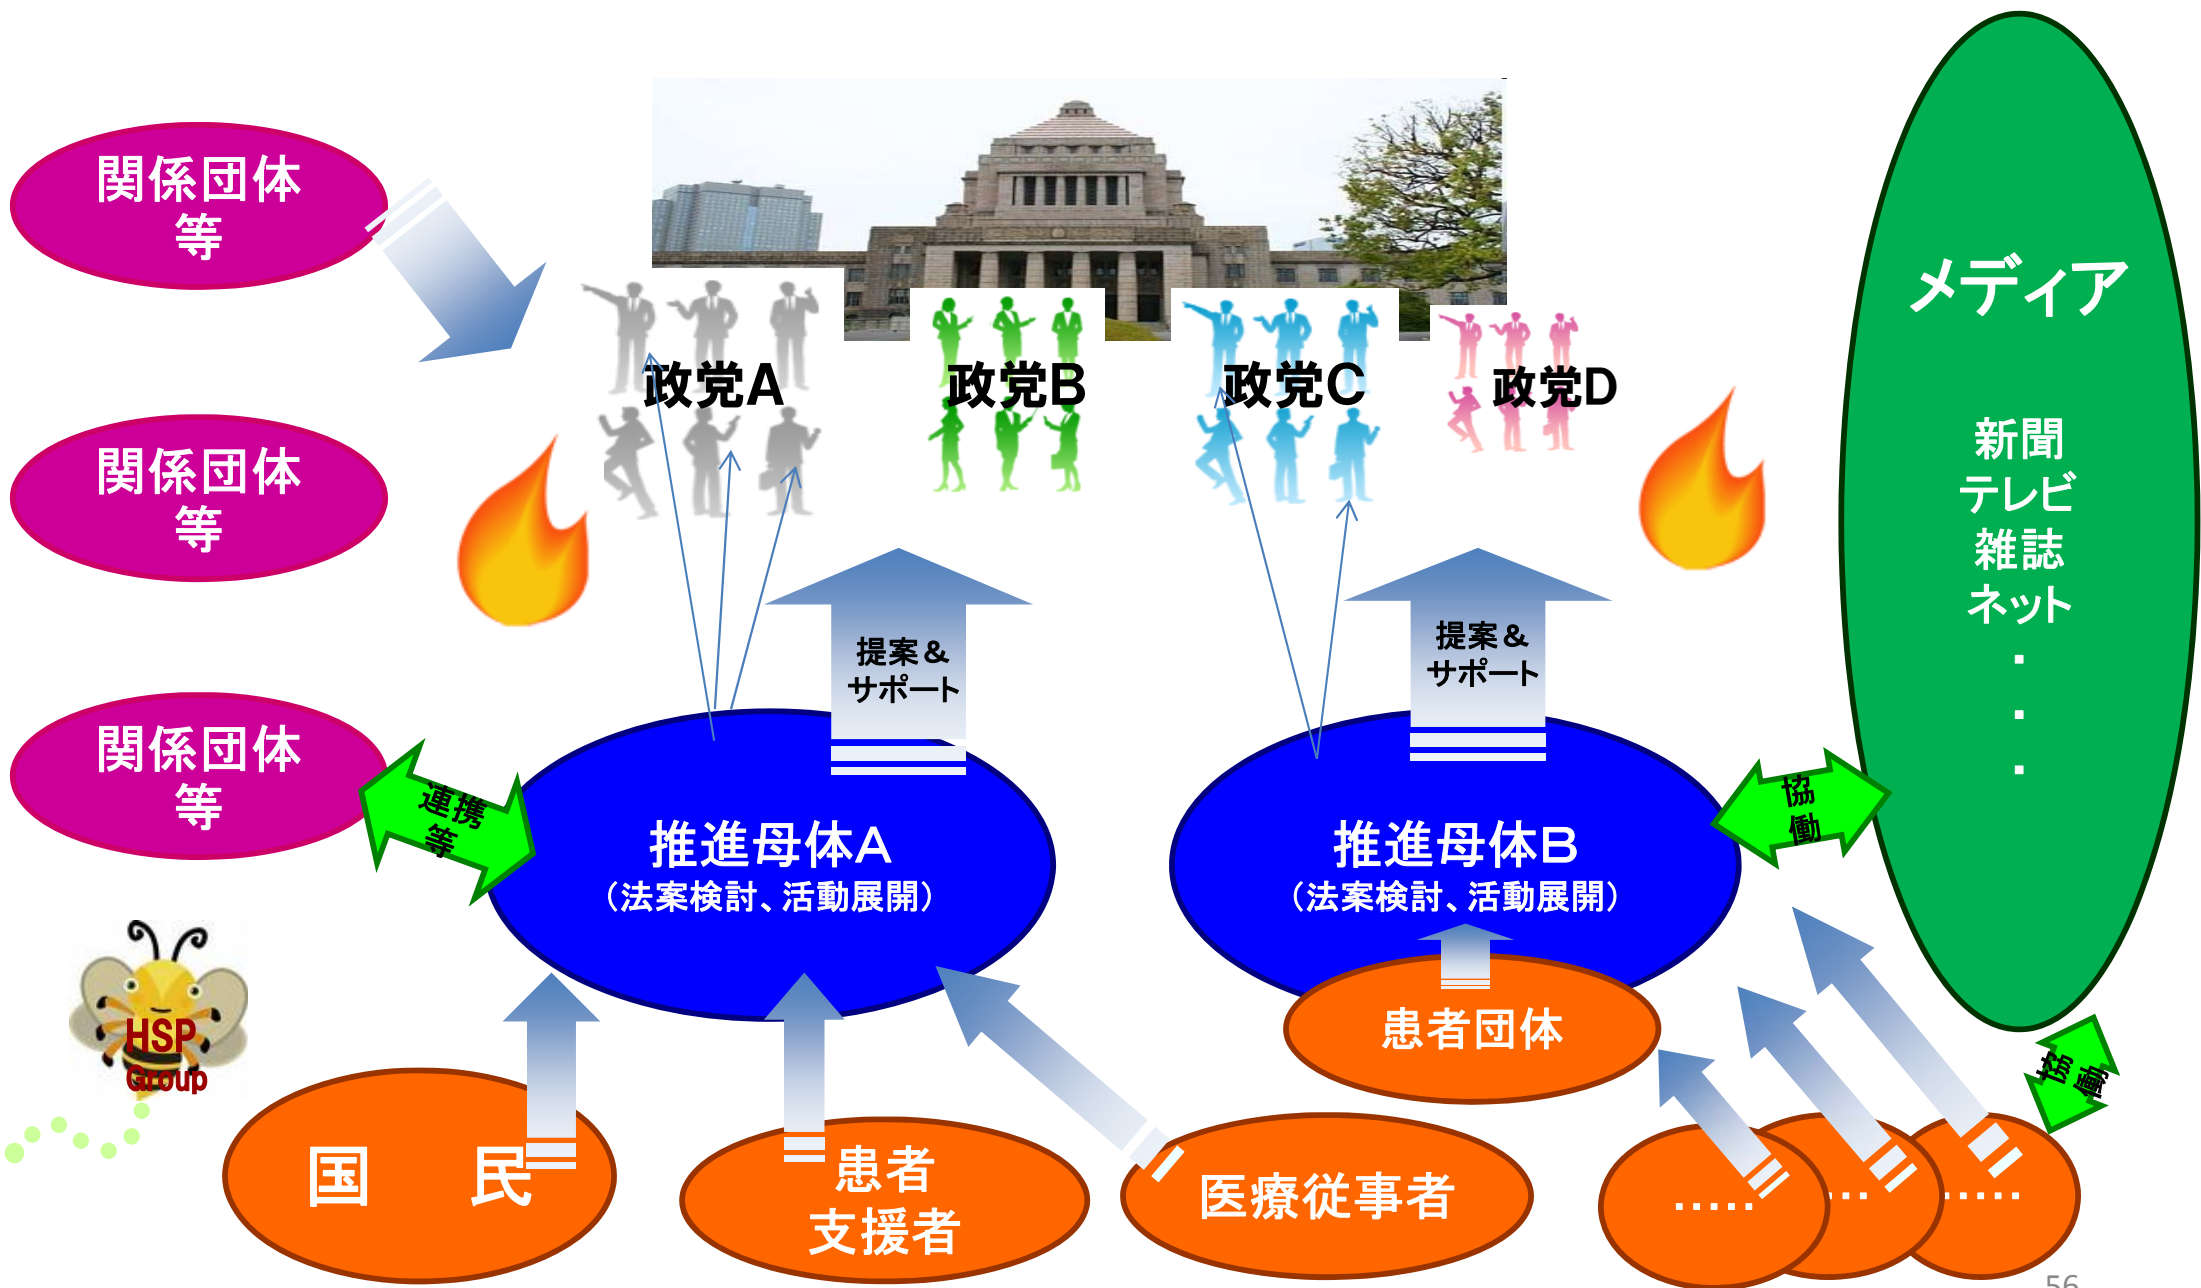 関係団体
等
関係団体
等
関係団体
等
政党A
政党B
政党C
政党D
メディア
新聞
テレビ
雑誌
ネット
・
・
・
提案＆
サポート
提案＆
サポート
連携
等
推進母体A
（法案検討、活動展開）
推進母体B
（法案検討、活動展開）
協
働
患者団体
協
働
HSP
Group
国　民
患者
支援者
医療従事者
・・・・・
・・・
・・・・・
56